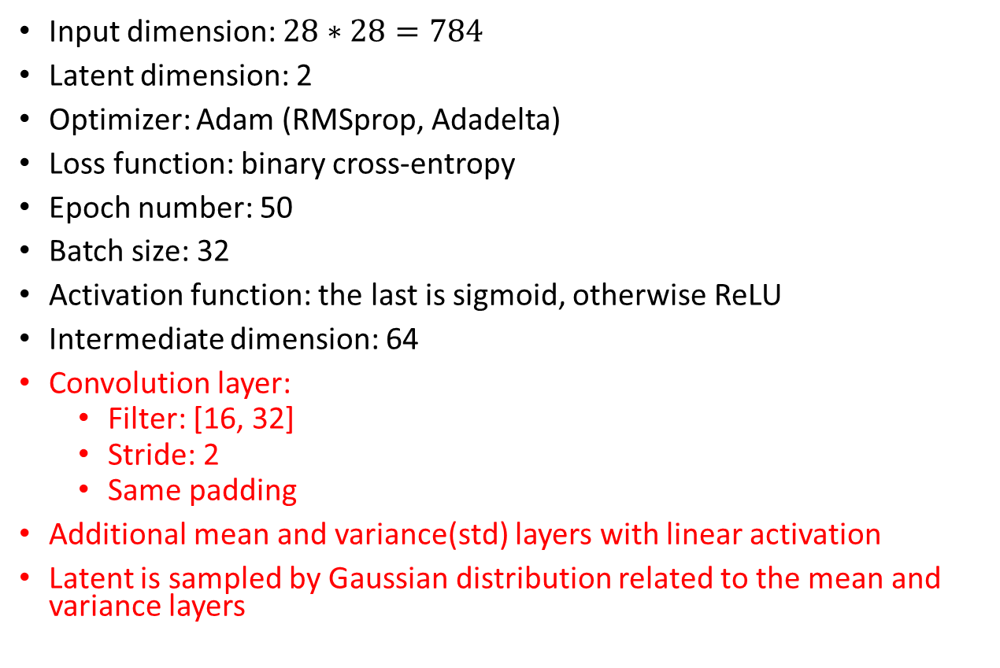 • Input dimension: 28 ∗ 28 = 784
• Latent dimension: 2
• Optimizer: Adam (RMSprop, Adadelta)
• Loss function: binary cross-entropy
• Epoch number: 50
• Batch size: 32
• Activation function: the last is sigmoid, otherwise ReLU
• Intermediate dimension: 64
• Convolution layer:
• Filter: [16, 32]
• Stride: 2
• Same padding
• Additional mean and variance(std) layers with linear activation
• Latent is sampled by Gaussian distribution related to the mean and
variance layers